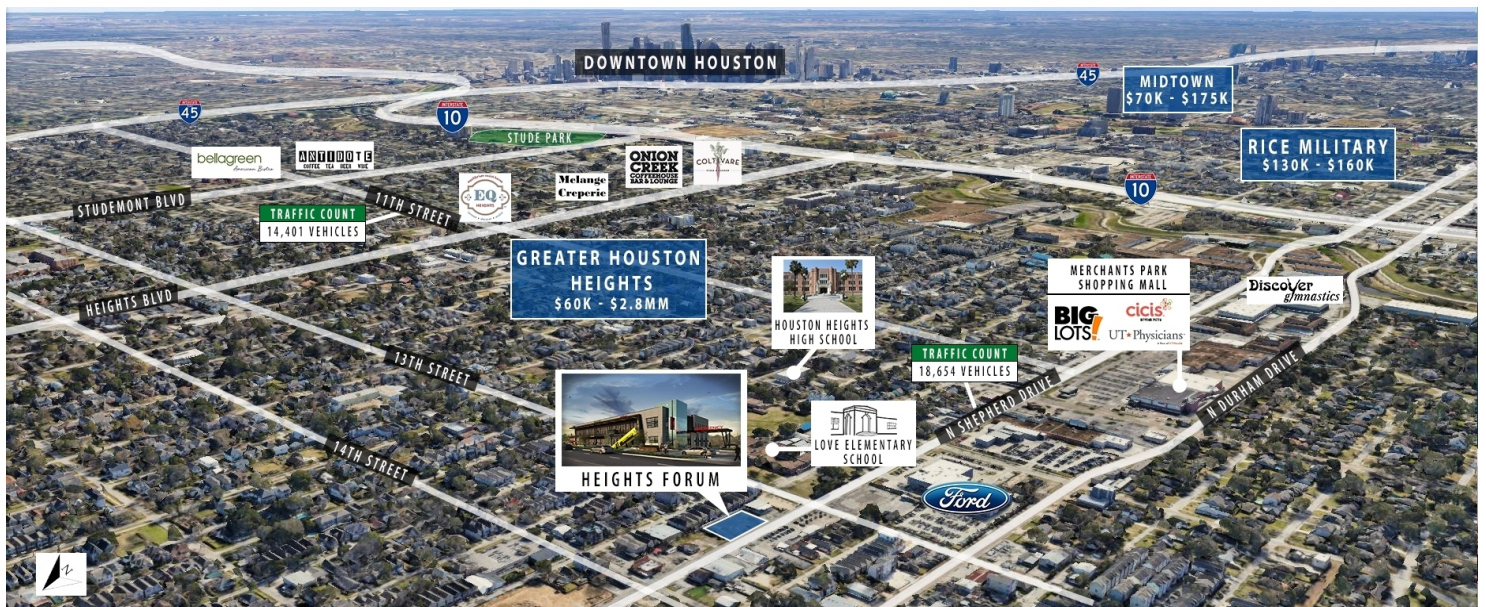 DOWNTOWN HOUSTON
45
MIDTOWN
$70K - $175K
45
INTERSTATE
10
STUDE PARK
RICE MILITARY
$130K - $160K
10
bellagreen
American Bistro
ANTIDOTE
COFFEE TEA BEER WINE
ONION
CREEK
COFFEEHOUSE
BAR & LOUNGE
COLTIVARE
Melange
Creperie
EQ
HEIGHTS
STUDEMONT BLVD
11TH STREET
TRAFFIC COUNT
14,401 VEHICLES
GREATER HOUSTON
HEIGHTS
$60K - $2.8MM
HEIGHTS BLVD
HOUSTON HEIGHTS
HIGH SCHOOL
MERCHANTS PARK
SHOPPING MALL
BIG
LOTS!
cicis
UT★Physicians
Discover
gymnastics
TRAFFIC COUNT
18,654 VEHICLES
13TH STREET
N SHEPHERD DRIVE
N DURHAM DRIVE
LOVE ELEMENTARY
SCHOOL
HEIGHTS FORUM
14TH STREET
Ford
N